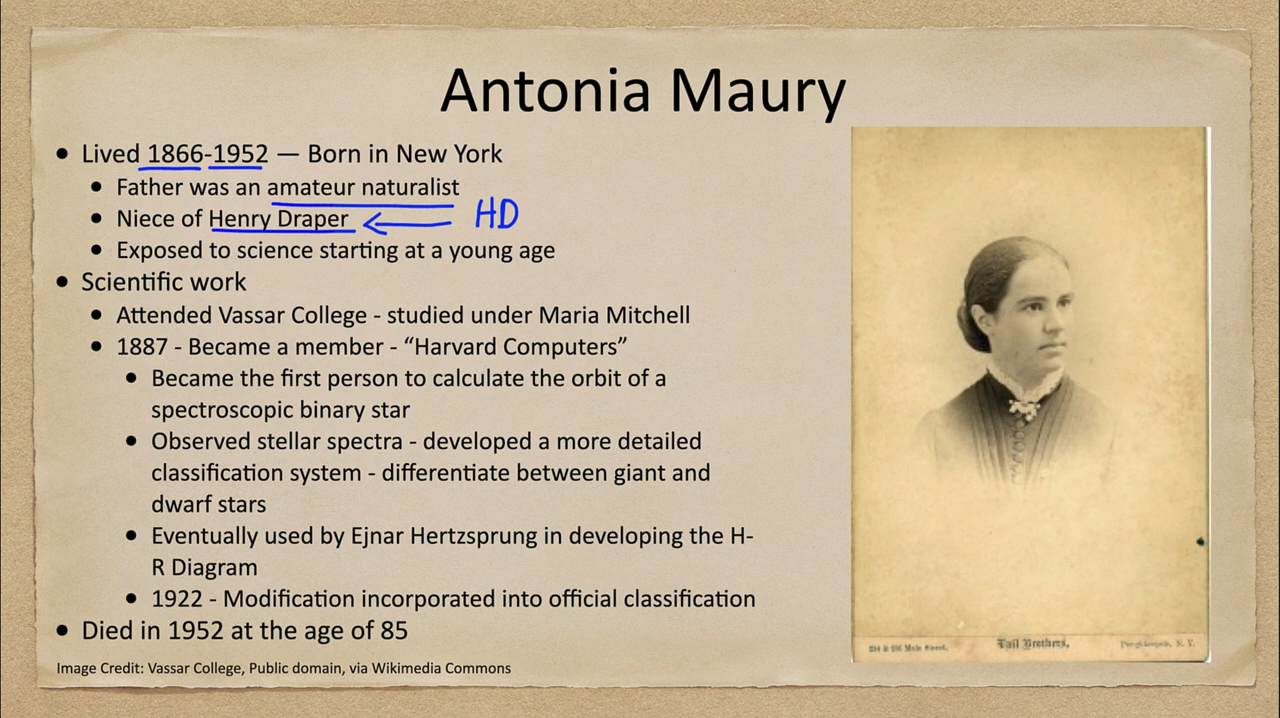 Antonia Maury
• Lived 1866-1952 — Born in New York
• Father was an amateur naturalist
• Niece of Henry Draper
HD
• Exposed to science starting at a young age
• Scientific work
• Attended Vassar College - studied under Maria Mitchell
• 1887 - Became a member - “Harvard Computers”
• Became the first person to calculate the orbit of a
spectroscopic binary star
• Observed stellar spectra - developed a more detailed
classification system - differentiate between giant and
dwarf stars
• Eventually used by Ejnar Hertzsprung in developing the H-
R Diagram
• 1922 - Modification incorporated into official classification
• Died in 1952 at the age of 85
Image Credit: Vassar College, Public domain, via Wikimedia Commons
Main Street,
Vail Brothers,
Poughkeepsie, N. Y.